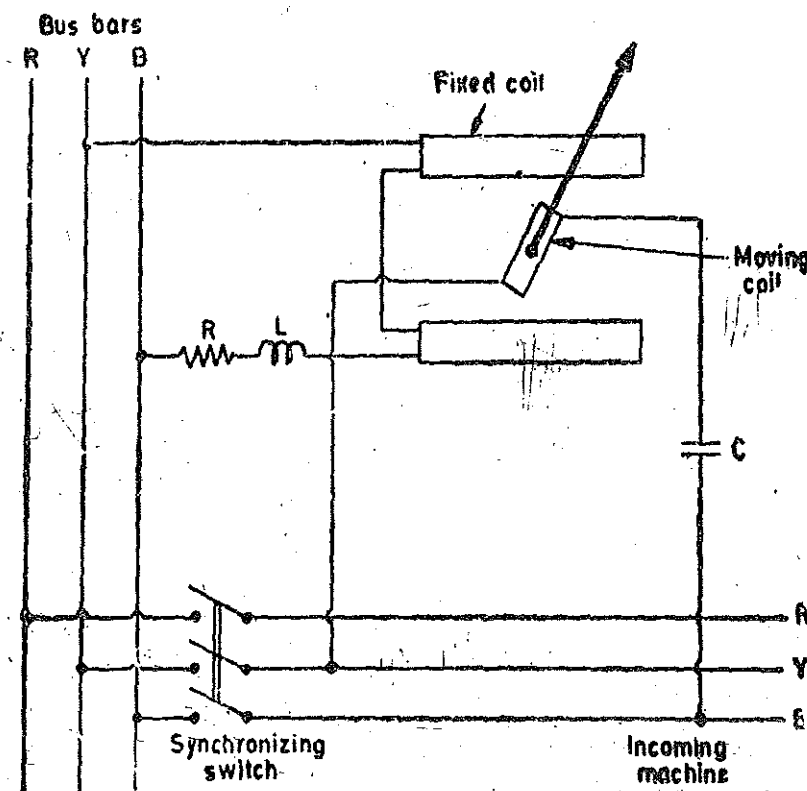 Bus bars
R Y B
Fixed coil
Moving
coil
R L
C
R
Y
B
Synchronizing
switch
Incoming
machine